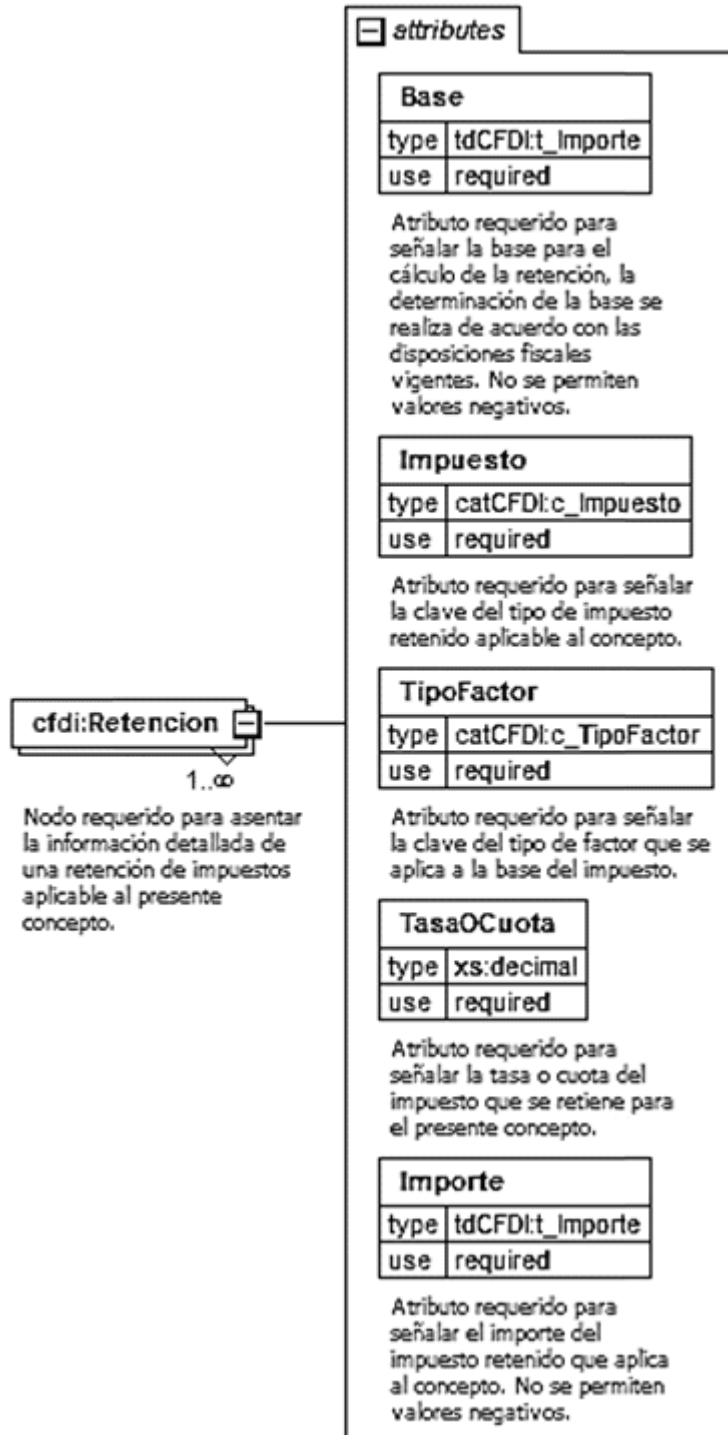 attributes
Base
type tdCFDI:t_Importe
use required
Atributo requerido para
señalar la base para el
cálculo de la retención, la
determinación de la base se
realiza de acuerdo con las
disposiciones fiscales
vigentes. No se permiten
valores negativos.
Impuesto
type catCFDI:c_Impuesto
use required
Atributo requerido para señalar
la clave del tipo de impuesto
retenido aplicable al concepto.
cfdi:Retencion
1..∞
Nodo requerido para asentar
la información detallada de
una retención de impuestos
aplicable al presente
concepto.
TipoFactor
type catCFDI:c_TipoFactor
use required
Atributo requerido para señalar
la clave del tipo de factor que se
aplica a la base del impuesto.
TasaOCuota
type xs:decimal
use required
Atributo requerido para
señalar la tasa o cuota del
impuesto que se retiene para
el presente concepto.
Importe
type tdCFDI:t_Importe
use required
Atributo requerido para
señalar el importe del
impuesto retenido que aplica
al concepto. No se permiten
valores negativos.